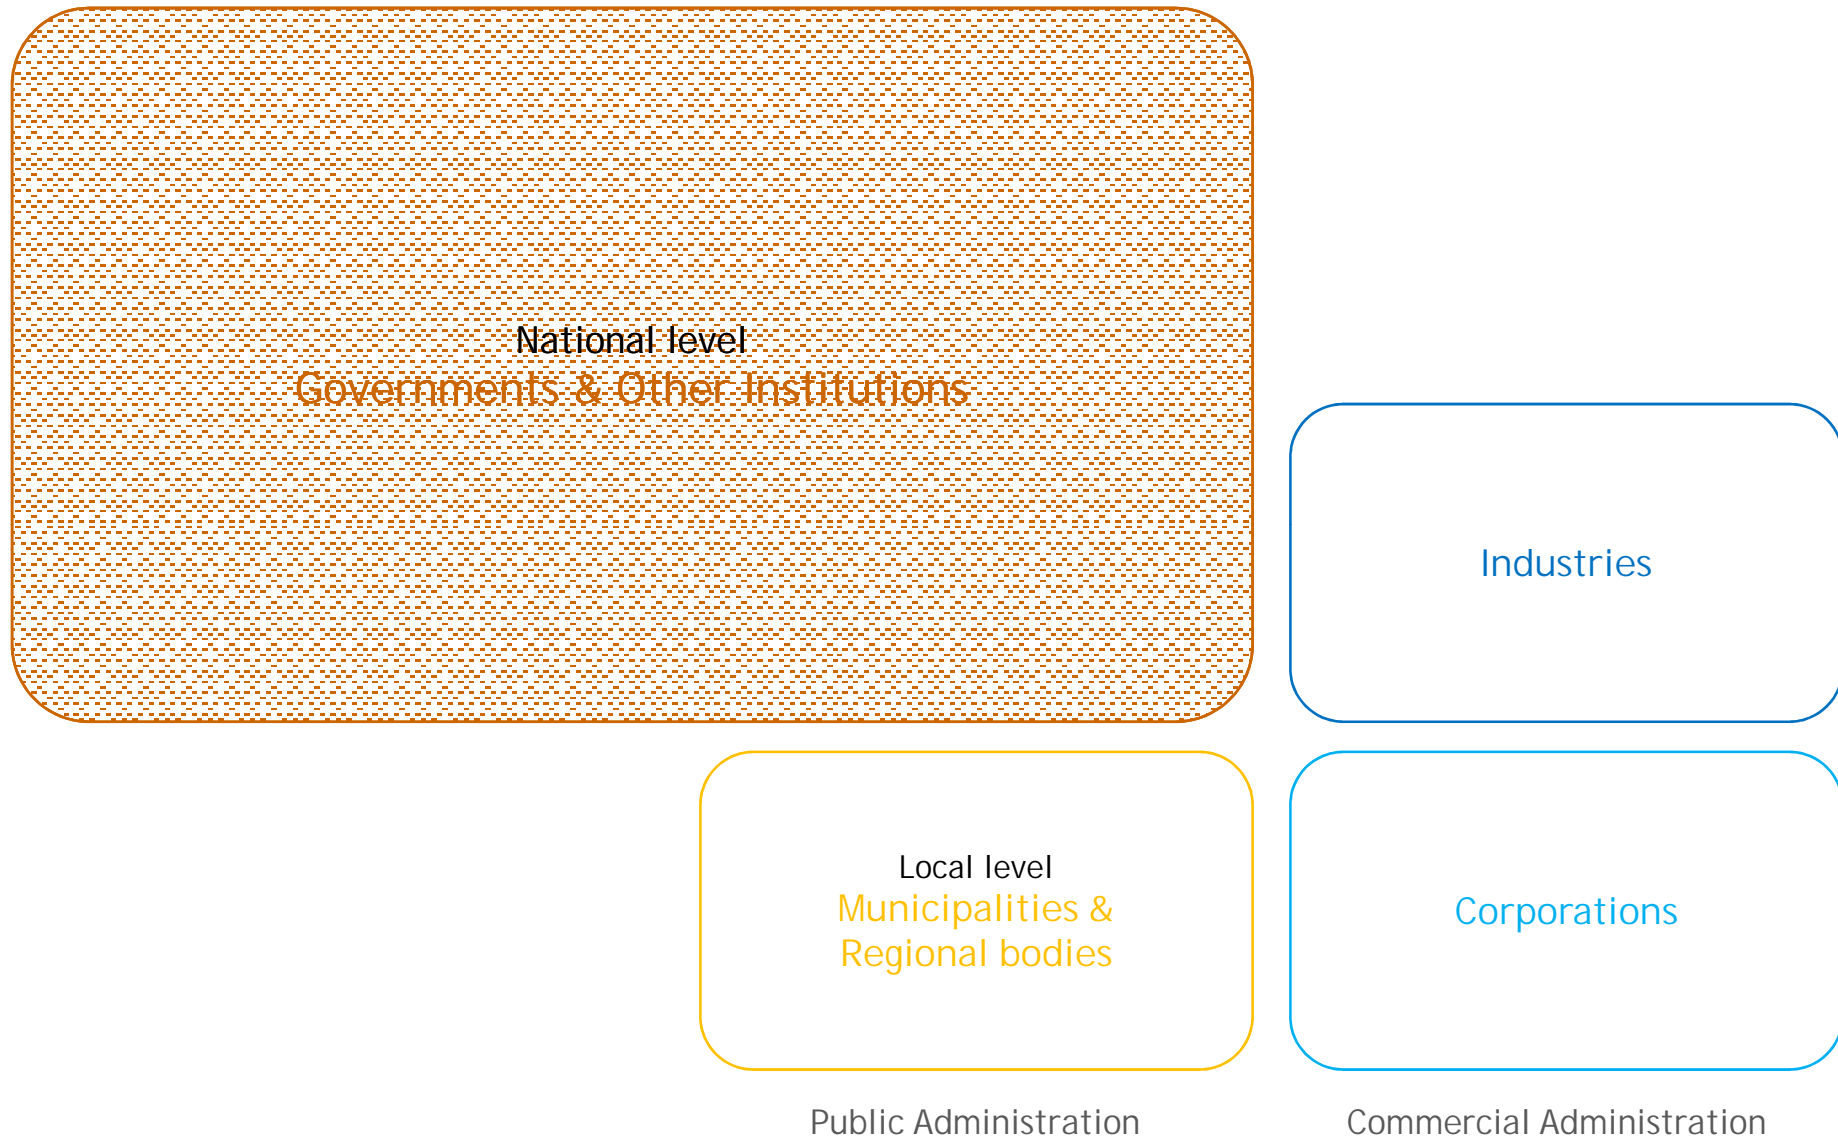 National level
Governments & Other Institutions
Industries
Local level
Municipalities &
Regional bodies
Corporations
Public Administration
Commercial Administration